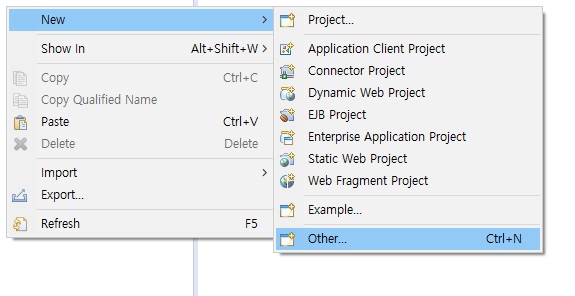 New
Show In Alt+Shift+W
Copy Ctrl+C
Copy Qualified Name
Paste Ctrl+V
Delete Delete
Import
Export...
Refresh F5
Project...
Application Client Project
Connector Project
Dynamic Web Project
EJB Project
Enterprise Application Project
Static Web Project
Web Fragment Project
Example...
Other... Ctrl+N